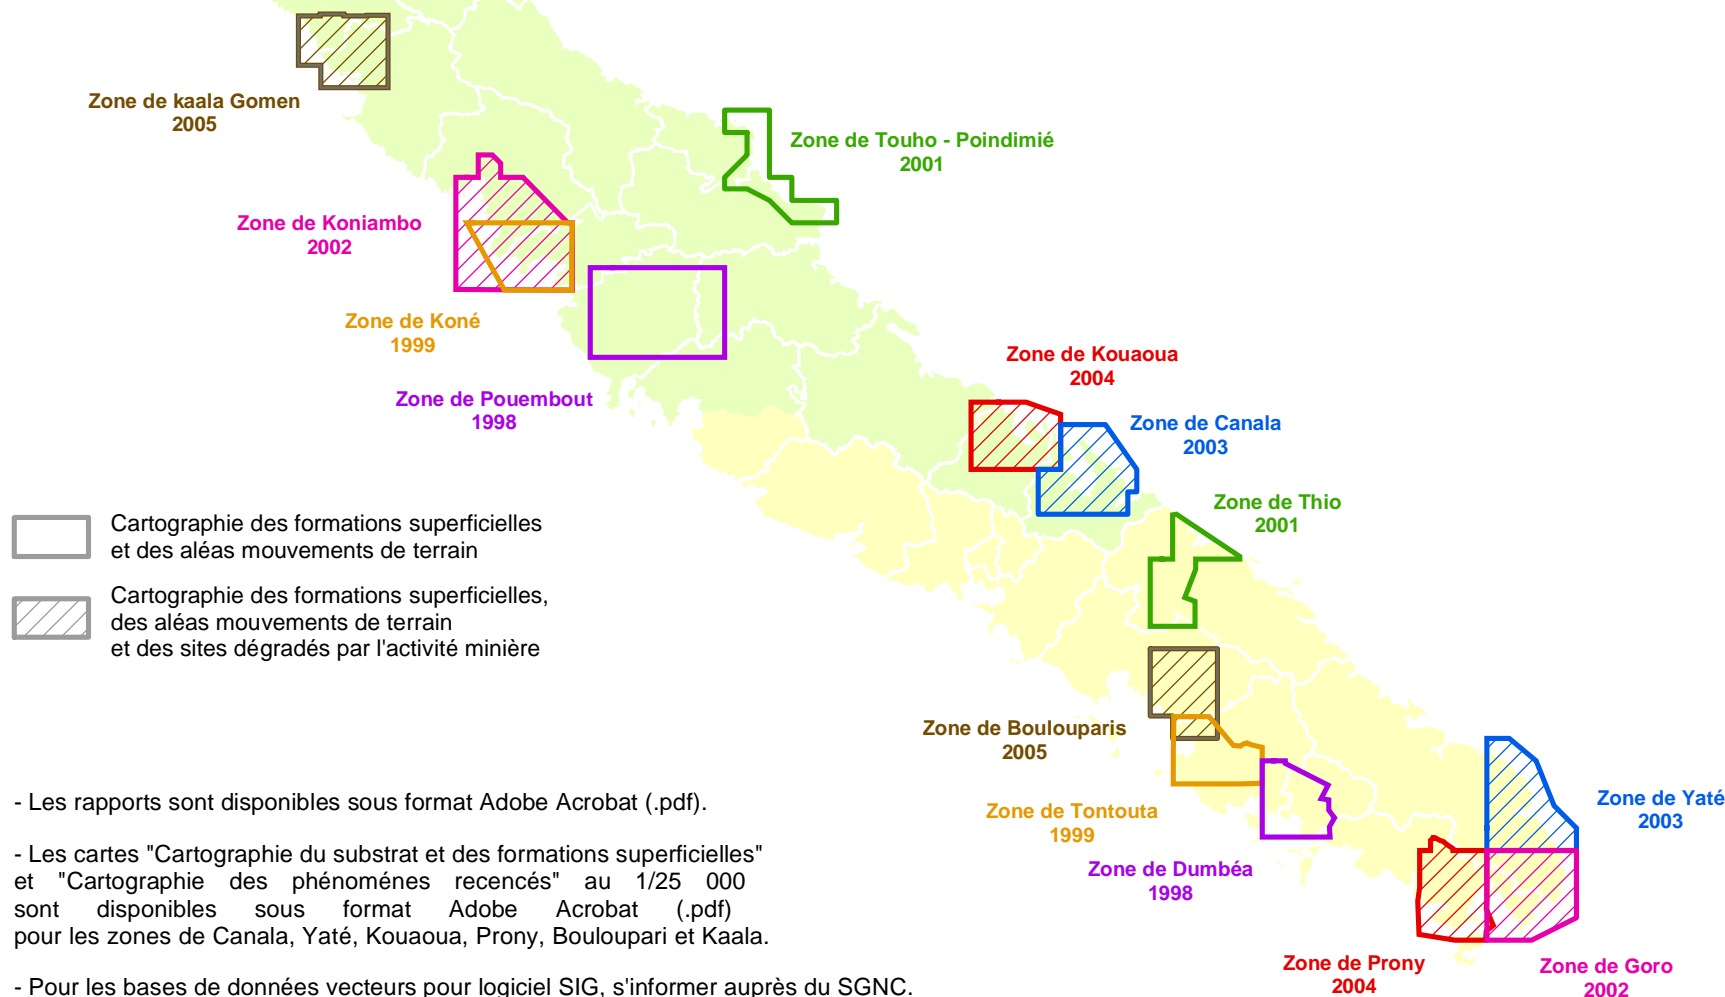 Zone de kaala Gomen
2005
Zone de Touho - Poindimié
2001
Zone de Koniambo
2002
Zone de Koné
1999
Zone de Pouembout
1998
Zone de Kouaoua
2004
Zone de Canala
2003
Zone de Thio
2001
Cartographie des formations superficielles
et des aléas mouvements de terrain
Cartographie des formations superficielles,
des aléas mouvements de terrain
et des sites dégradés par l'activité minière
Zone de Boulouparis
2005
Zone de Tontouta
1999
Zone de Dumbéa
1998
Zone de Yaté
2003
Zone de Prony
2004
Zone de Goro
2002
- Les rapports sont disponibles sous format Adobe Acrobat (.pdf).
- Les cartes "Cartographie du substrat et des formations superficielles"
et "Cartographie des phénoménes recencés" au 1/25 000
sont disponibles sous format Adobe Acrobat (.pdf)
pour les zones de Canala, Yaté, Kouaoua, Prony, Bouloupari et Kaala.
- Pour les bases de données vecteurs pour logiciel SIG, s'informer auprès du SGNC.